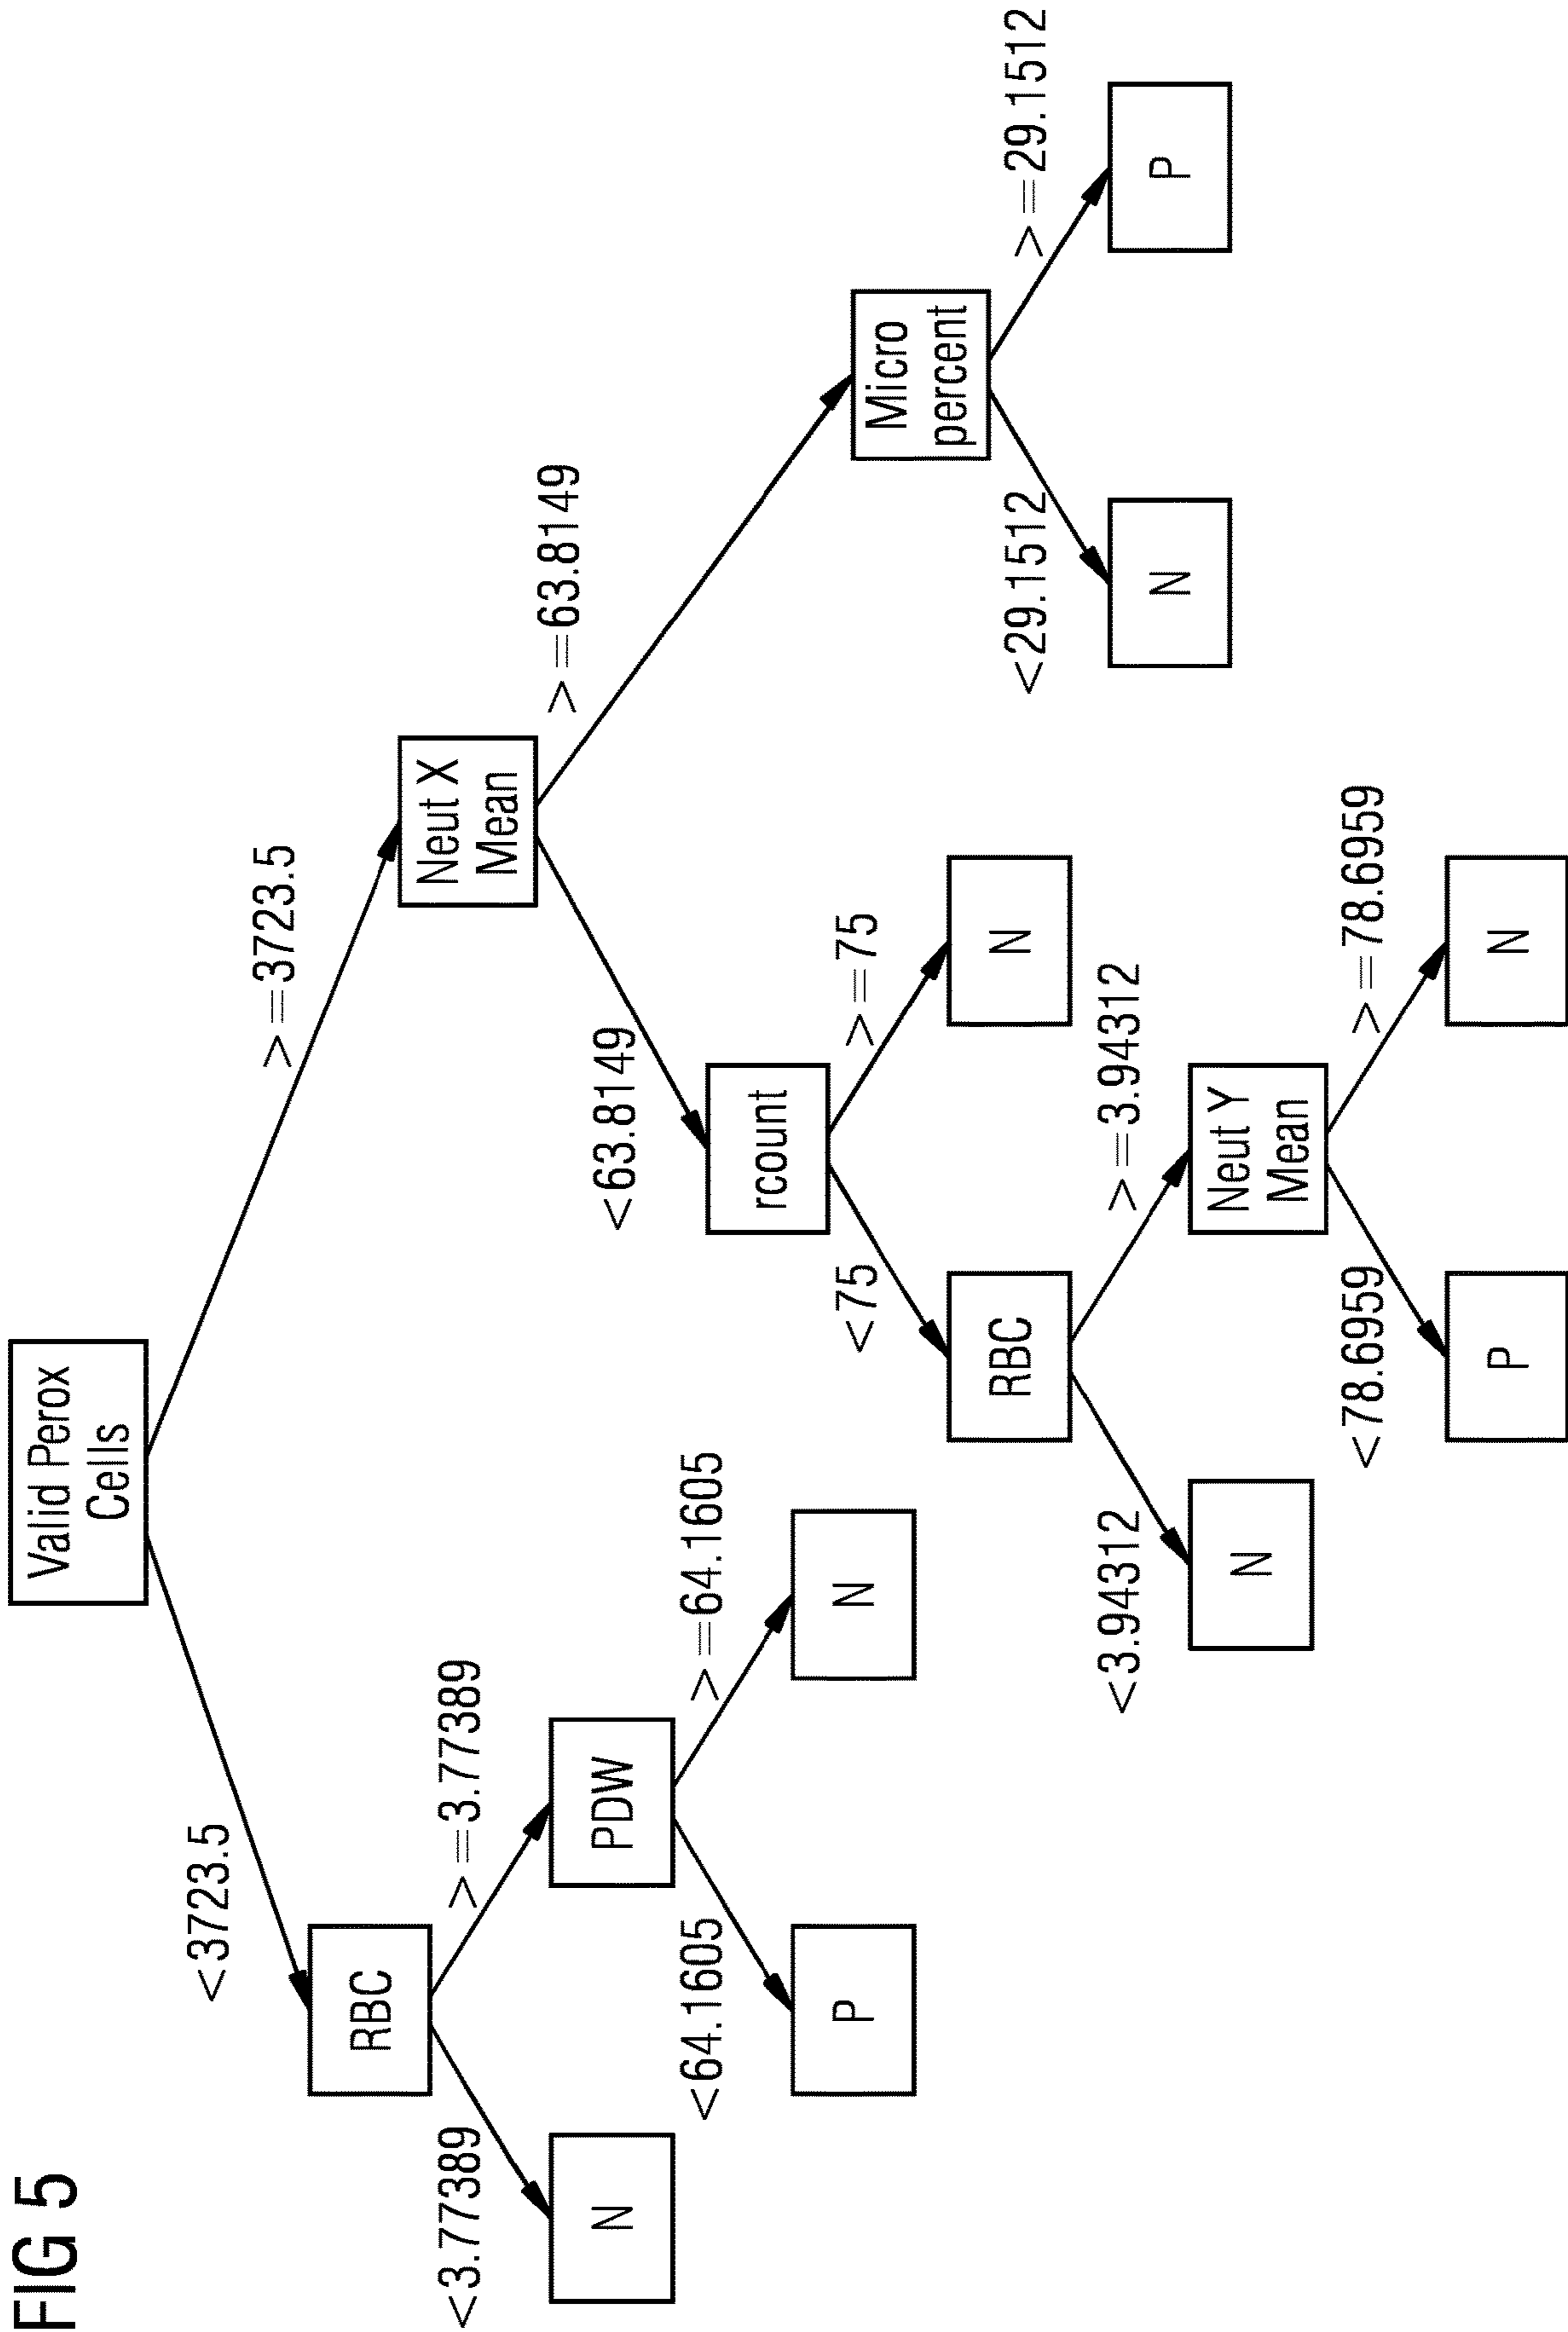 FIG 5
Valid Perox
Cells
<3723.5
>=3723.5
RBC
Neut X
Mean
<3.77389
>=3.77389
<63.8149
>=63.8149
N
PDW
rcount
Micro
percent
<64.1605
>=64.1605
<75
>=75
<29.1512
>=29.1512
P
N
RBC
N
N
P
<3.94312
>=3.94312
N
Neut Y
Mean
<78.6959
>=78.6959
P
N